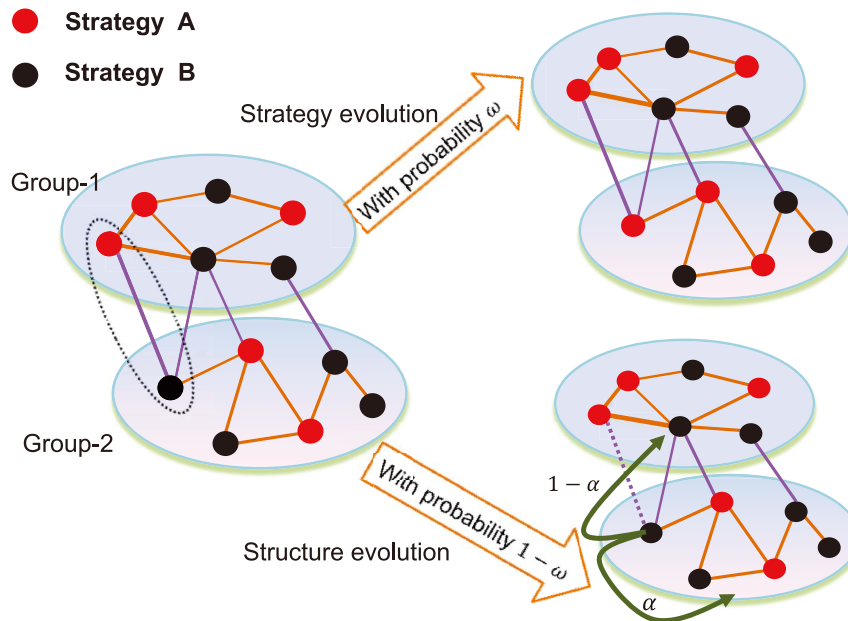 Strategy A
Strategy B
Strategy evolution
With probability ω
Group-1
Group-2
With probability 1 − ω
Structure evolution
1 − α
α